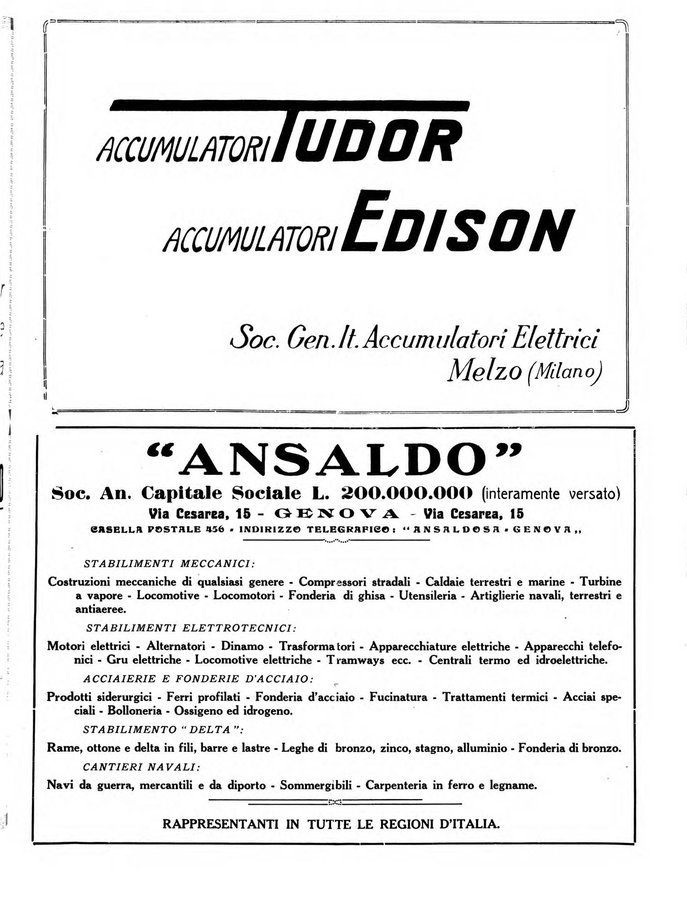 ACCUMULATORI TUDOR
ACCUMULATORI EDISON
Soc. Gen. It. Accumulatori Elettrici
Melzo (Milano)
“ANSALDO”
Soc. An. Capitale Sociale L. 200.000.000 (interamente versato)
Via Cesarea, 15 - GENOVA - Via Cesarea, 15
CASELLA POSTALE 456 - INDIRIZZO TELEGRAFICO: “ANSALDOSA - GENOVA„
STABILIMENTI MECCANICI:
Costruzioni meccaniche di qualsiasi genere - Compressori stradali - Caldaie terrestri e marine - Turbine
a vapore - Locomotive - Locomotori - Fonderia di ghisa - Utensileria - Artiglierie navali, terrestri e
antiaeree.
STABILIMENTI ELETTROTECNICI:
Motori elettrici - Alternatori - Dinamo - Trasformatori - Apparecchiature elettriche - Apparecchi telefo-
nici - Gru elettriche - Locomotive elettriche - Tramways ecc. - Centrali termo ed idroelettriche.
ACCIAIERIE E FONDERIE D'ACCIAIO:
Prodotti siderurgici - Ferri profilati - Fonderia d'acciaio - Fucinatura - Trattamenti termici - Acciai spe-
ciali - Bolloneria - Ossigeno ed idrogeno.
STABILIMENTO “DELTA”:
Rame, ottone e delta in fili, barre e lastre - Leghe di bronzo, zinco, stagno, alluminio - Fonderia di bronzo.
CANTIERI NAVALI:
Navi da guerra, mercantili e da diporto - Sommergibili - Carpenteria in ferro e legname.
RAPPRESENTANTI IN TUTTE LE REGIONI D'ITALIA.